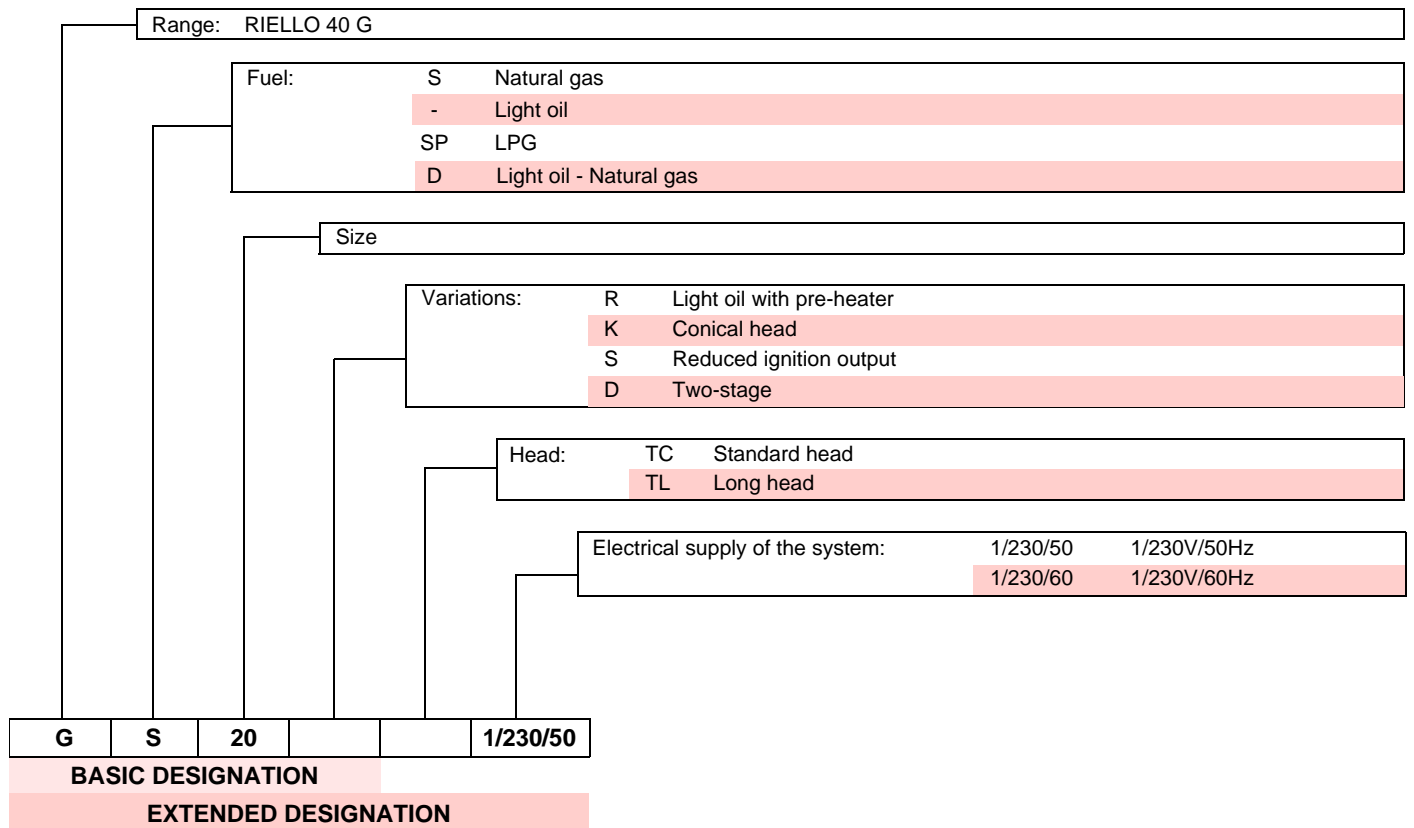 Range: RIELLO 40 G
Fuel: S Natural gas
- Light oil
SP LPG
D Light oil - Natural gas
Size
Variations: R Light oil with pre-heater
K Conical head
S Reduced ignition output
D Two-stage
Head: TC Standard head
TL Long head
Electrical supply of the system: 1/230/50 1/230V/50Hz
1/230/60 1/230V/60Hz
G S 20 1/230/50
BASIC DESIGNATION
EXTENDED DESIGNATION